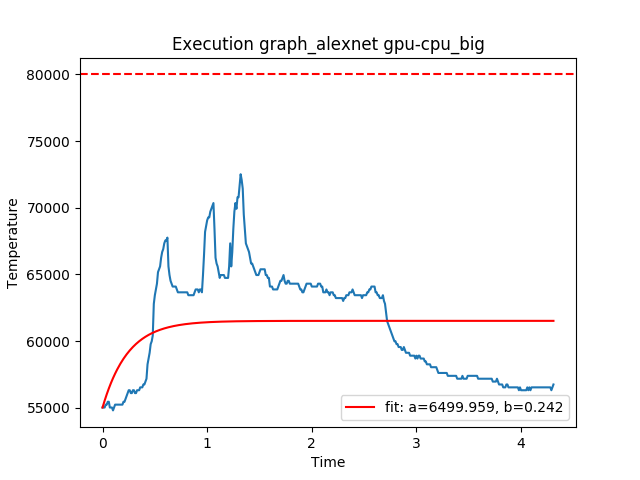 Execution graph_alexnet gpu-cpu_big
80000
75000
70000
65000
60000
55000
Temperature
fit: a=6499.959, b=0.242
0 1 2 3 4
Time